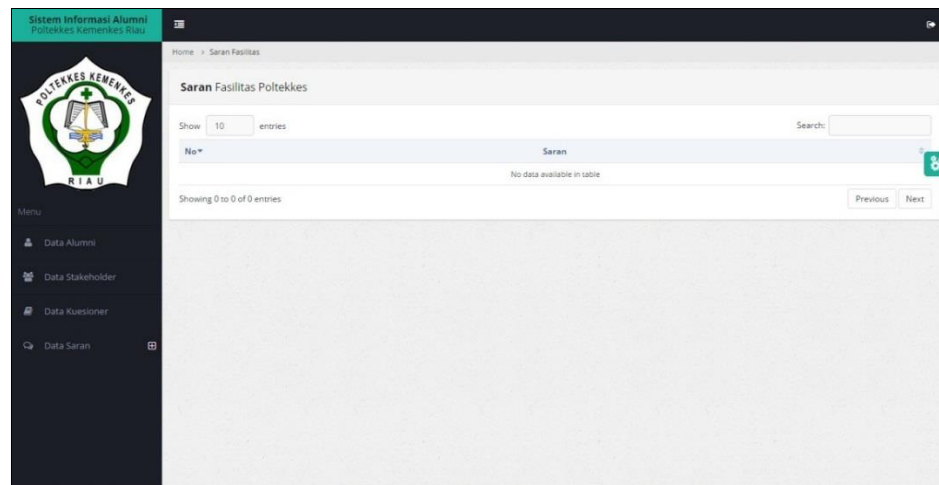 Sistem Informasi Alumni
Poltekkes Kemenkes Riau
Home > Saran Fasilitas
POLTEKKES KEMENKES
RIAU
Saran Fasilitas Poltekkes
Show 10 entries
Search:
No Saran
No data available in table
Showing 0 to 0 of 0 entries
Previous Next
Menu
Data Alumni
Data Stakeholder
Data Kuesioner
Data Saran